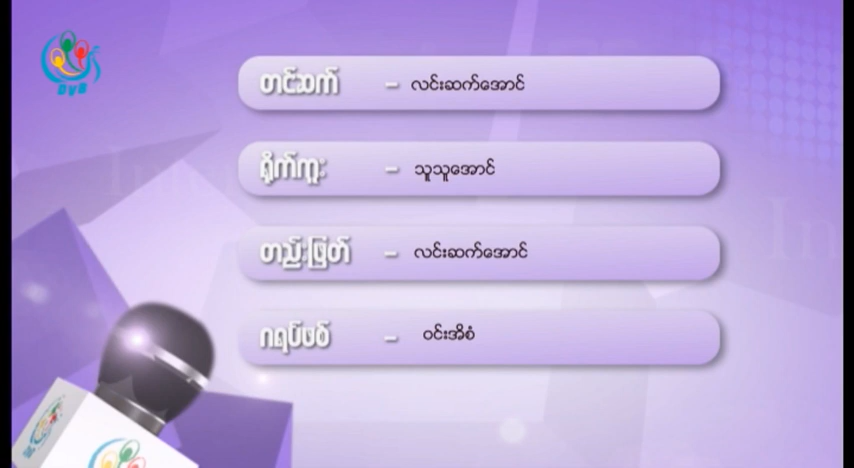 DVB
တင်ဆက် – လင်းဆက်အောင်
ရိုက်ကူး – သူသူအောင်
တည်းဖြတ် – လင်းဆက်အောင်
ဂရပ်ဖစ် – ဝင်းအိစံ